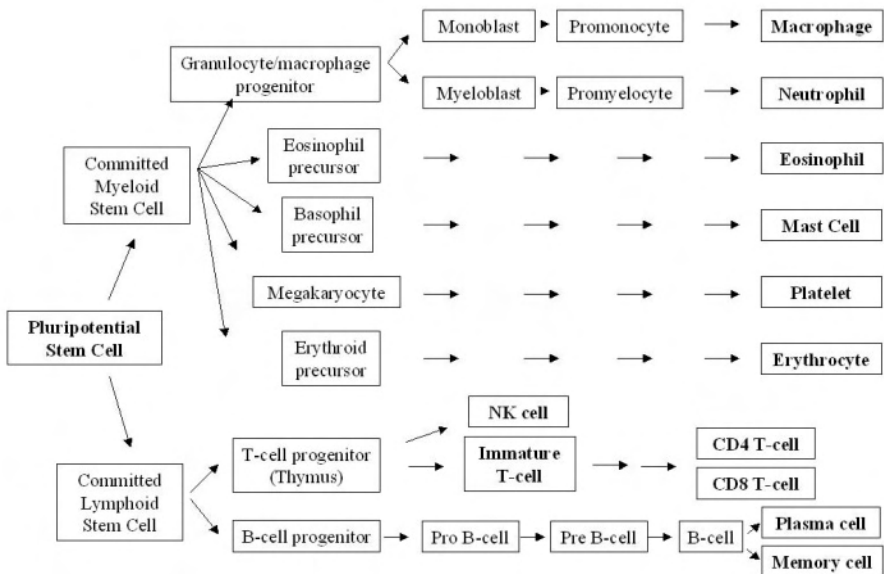 Monoblast
Promonocyte
Macrophage
Granulocyte/macrophage
progenitor
Myeloblast
Promyelocyte
Neutrophil
Committed
Myeloid
Stem Cell
Eosinophil
precursor
Eosinophil
Basophil
precursor
Mast Cell
Megakaryocyte
Platelet
Pluripotential
Stem Cell
Erythroid
precursor
Erythrocyte
NK cell
T-cell progenitor
(Thymus)
Immature
T-cell
CD4 T-cell
CD8 T-cell
Committed
Lymphoid
Stem Cell
B-cell progenitor
Pro B-cell
Pre B-cell
B-cell
Plasma cell
Memory cell